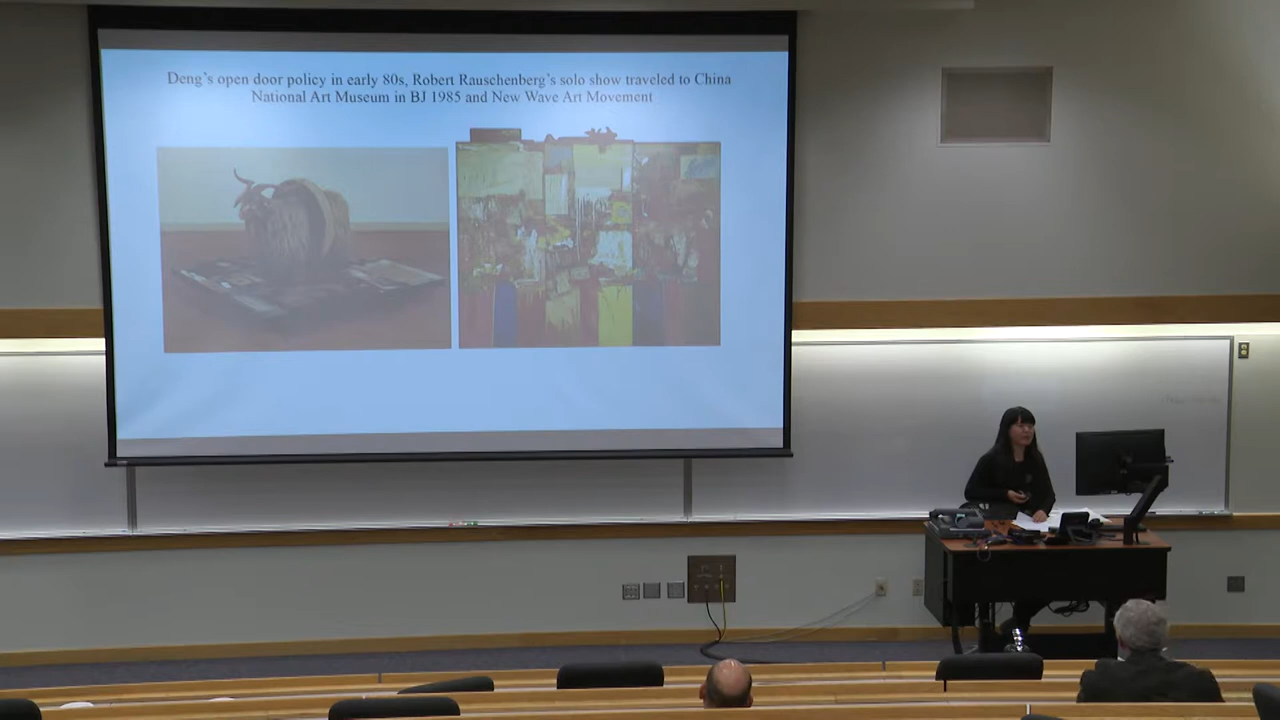 Deng's open door policy in early 80s, Robert Rauschenberg's solo show traveled to China
National Art Museum in BJ 1985 and New Wave Art Movement